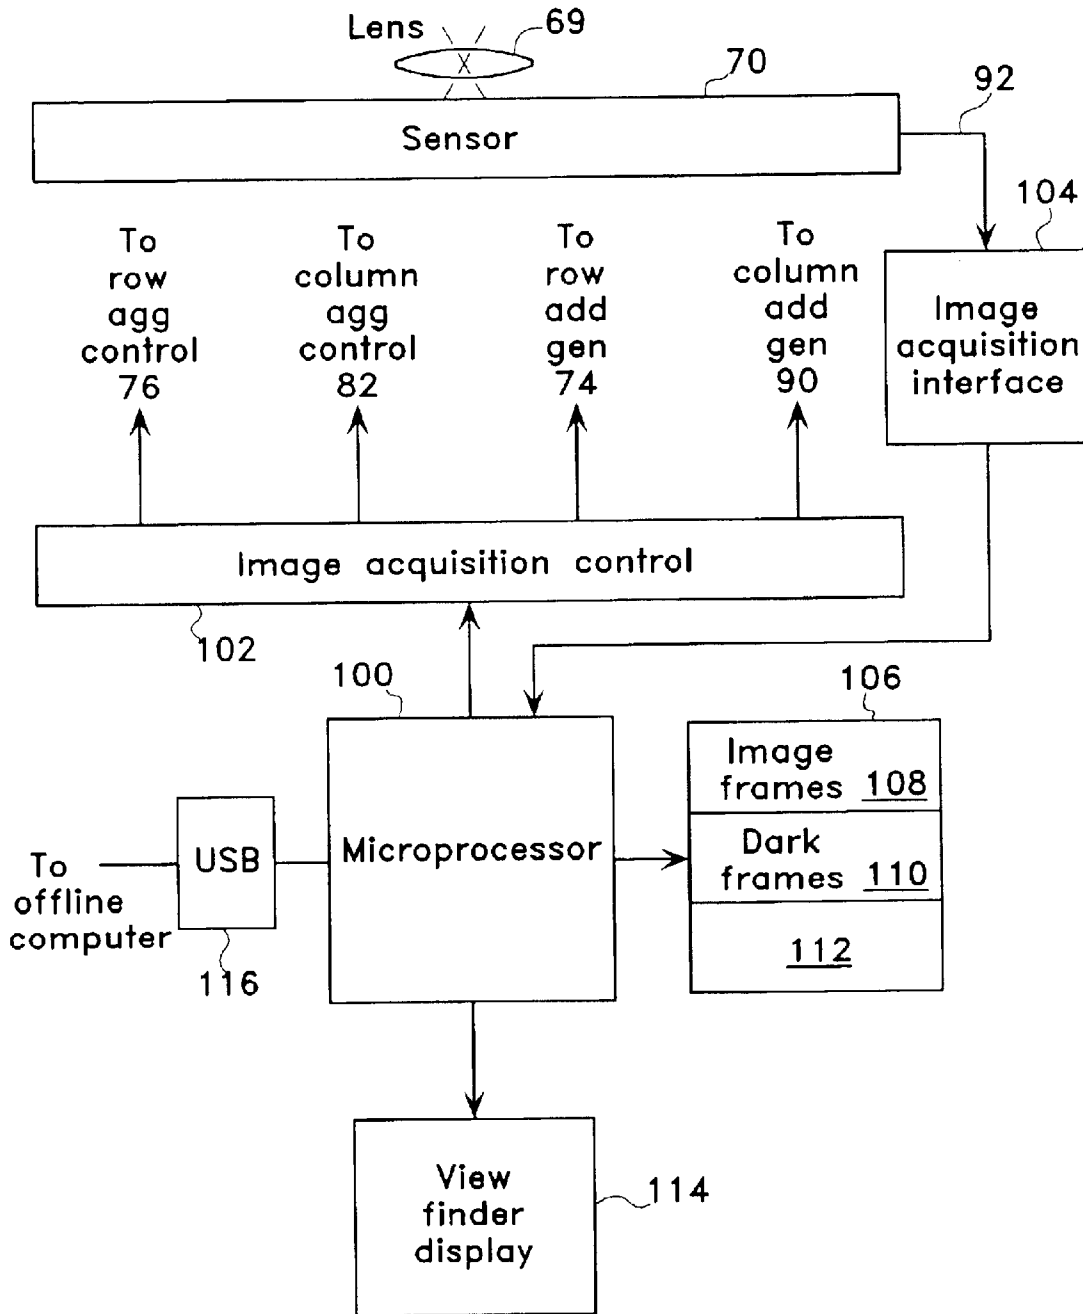 Lens
69
70
92
Sensor
104
To
row
agg
control
76
To
column
agg
control
82
To
row
add
gen
74
To
column
add
gen
90
Image
acquisition
interface
Image acquisition control
102
100
106
Image
frames 108
Dark
frames 110
112
Microprocessor
USB
To
offline
computer
116
View
finder
display
114